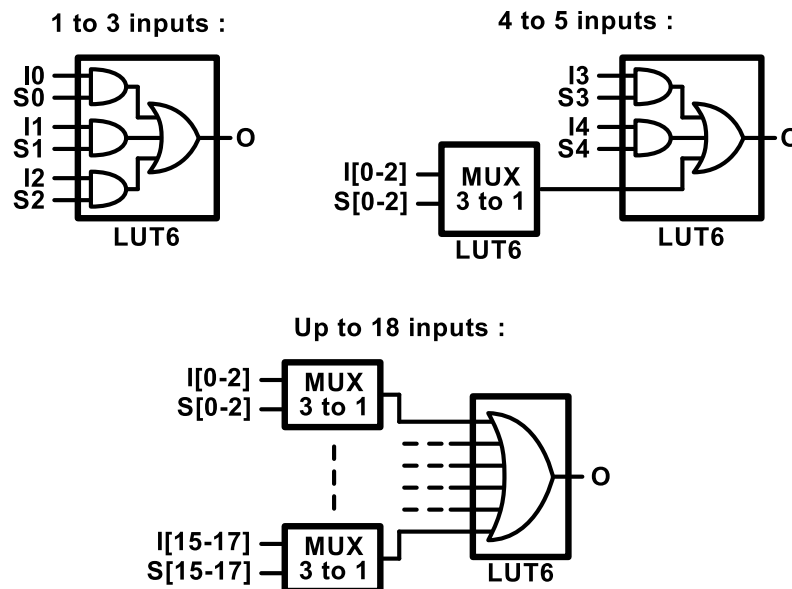 1 to 3 inputs :
I0
S0
I1
S1
I2
S2
O
LUT6
4 to 5 inputs :
I3
S3
I4
S4
I[0-2]
S[0-2]
MUX
3 to 1
LUT6
O
LUT6
Up to 18 inputs :
I[0-2]
S[0-2]
MUX
3 to 1
O
I[15-17]
S[15-17]
MUX
3 to 1
LUT6